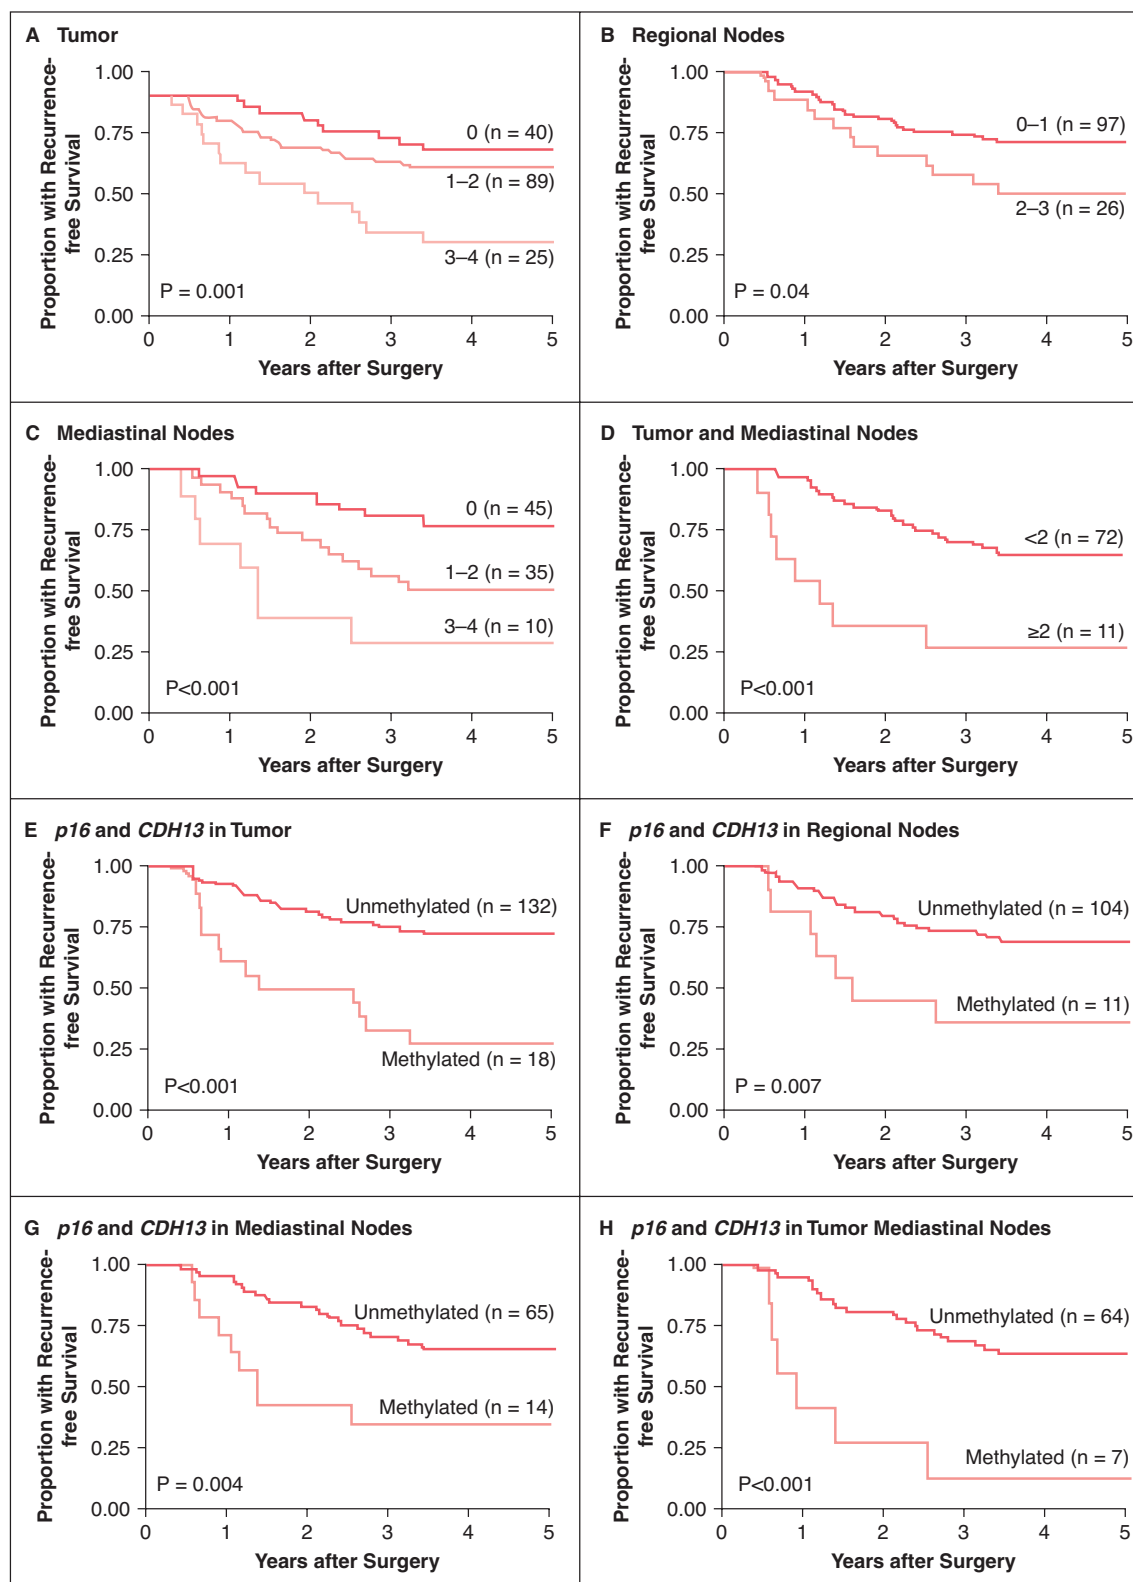 A Tumor
Proportion with Recurrence-
free Survival
1.00
0.75
0.50
0.25
0.00
0 (n = 40)
1–2 (n = 89)
3–4 (n = 25)
P = 0.001
0 1 2 3 4 5
Years after Surgery
B Regional Nodes
Proportion with Recurrence-
free Survival
1.00
0.75
0.50
0.25
0.00
0–1 (n = 97)
2–3 (n = 26)
P = 0.04
0 1 2 3 4 5
Years after Surgery
C Mediastinal Nodes
Proportion with Recurrence-
free Survival
1.00
0.75
0.50
0.25
0.00
0 (n = 45)
1–2 (n = 35)
3–4 (n = 10)
P<0.001
0 1 2 3 4 5
Years after Surgery
D Tumor and Mediastinal Nodes
Proportion with Recurrence-
free Survival
1.00
0.75
0.50
0.25
0.00
<2 (n = 72)
≥2 (n = 11)
P<0.001
0 1 2 3 4 5
Years after Surgery
E p16 and CDH13 in Tumor
Proportion with Recurrence-
free Survival
1.00
0.75
0.50
0.25
0.00
Unmethylated (n = 132)
Methylated (n = 18)
P<0.001
0 1 2 3 4 5
Years after Surgery
F p16 and CDH13 in Regional Nodes
Proportion with Recurrence-
free Survival
1.00
0.75
0.50
0.25
0.00
Unmethylated (n = 104)
Methylated (n = 11)
P = 0.007
0 1 2 3 4 5
Years after Surgery
G p16 and CDH13 in Mediastinal Nodes
Proportion with Recurrence-
free Survival
1.00
0.75
0.50
0.25
0.00
Unmethylated (n = 65)
Methylated (n = 14)
P = 0.004
0 1 2 3 4 5
Years after Surgery
H p16 and CDH13 in Tumor Mediastinal Nodes
Proportion with Recurrence-
free Survival
1.00
0.75
0.50
0.25
0.00
Unmethylated (n = 64)
Methylated (n = 7)
P<0.001
0 1 2 3 4 5
Years after Surgery